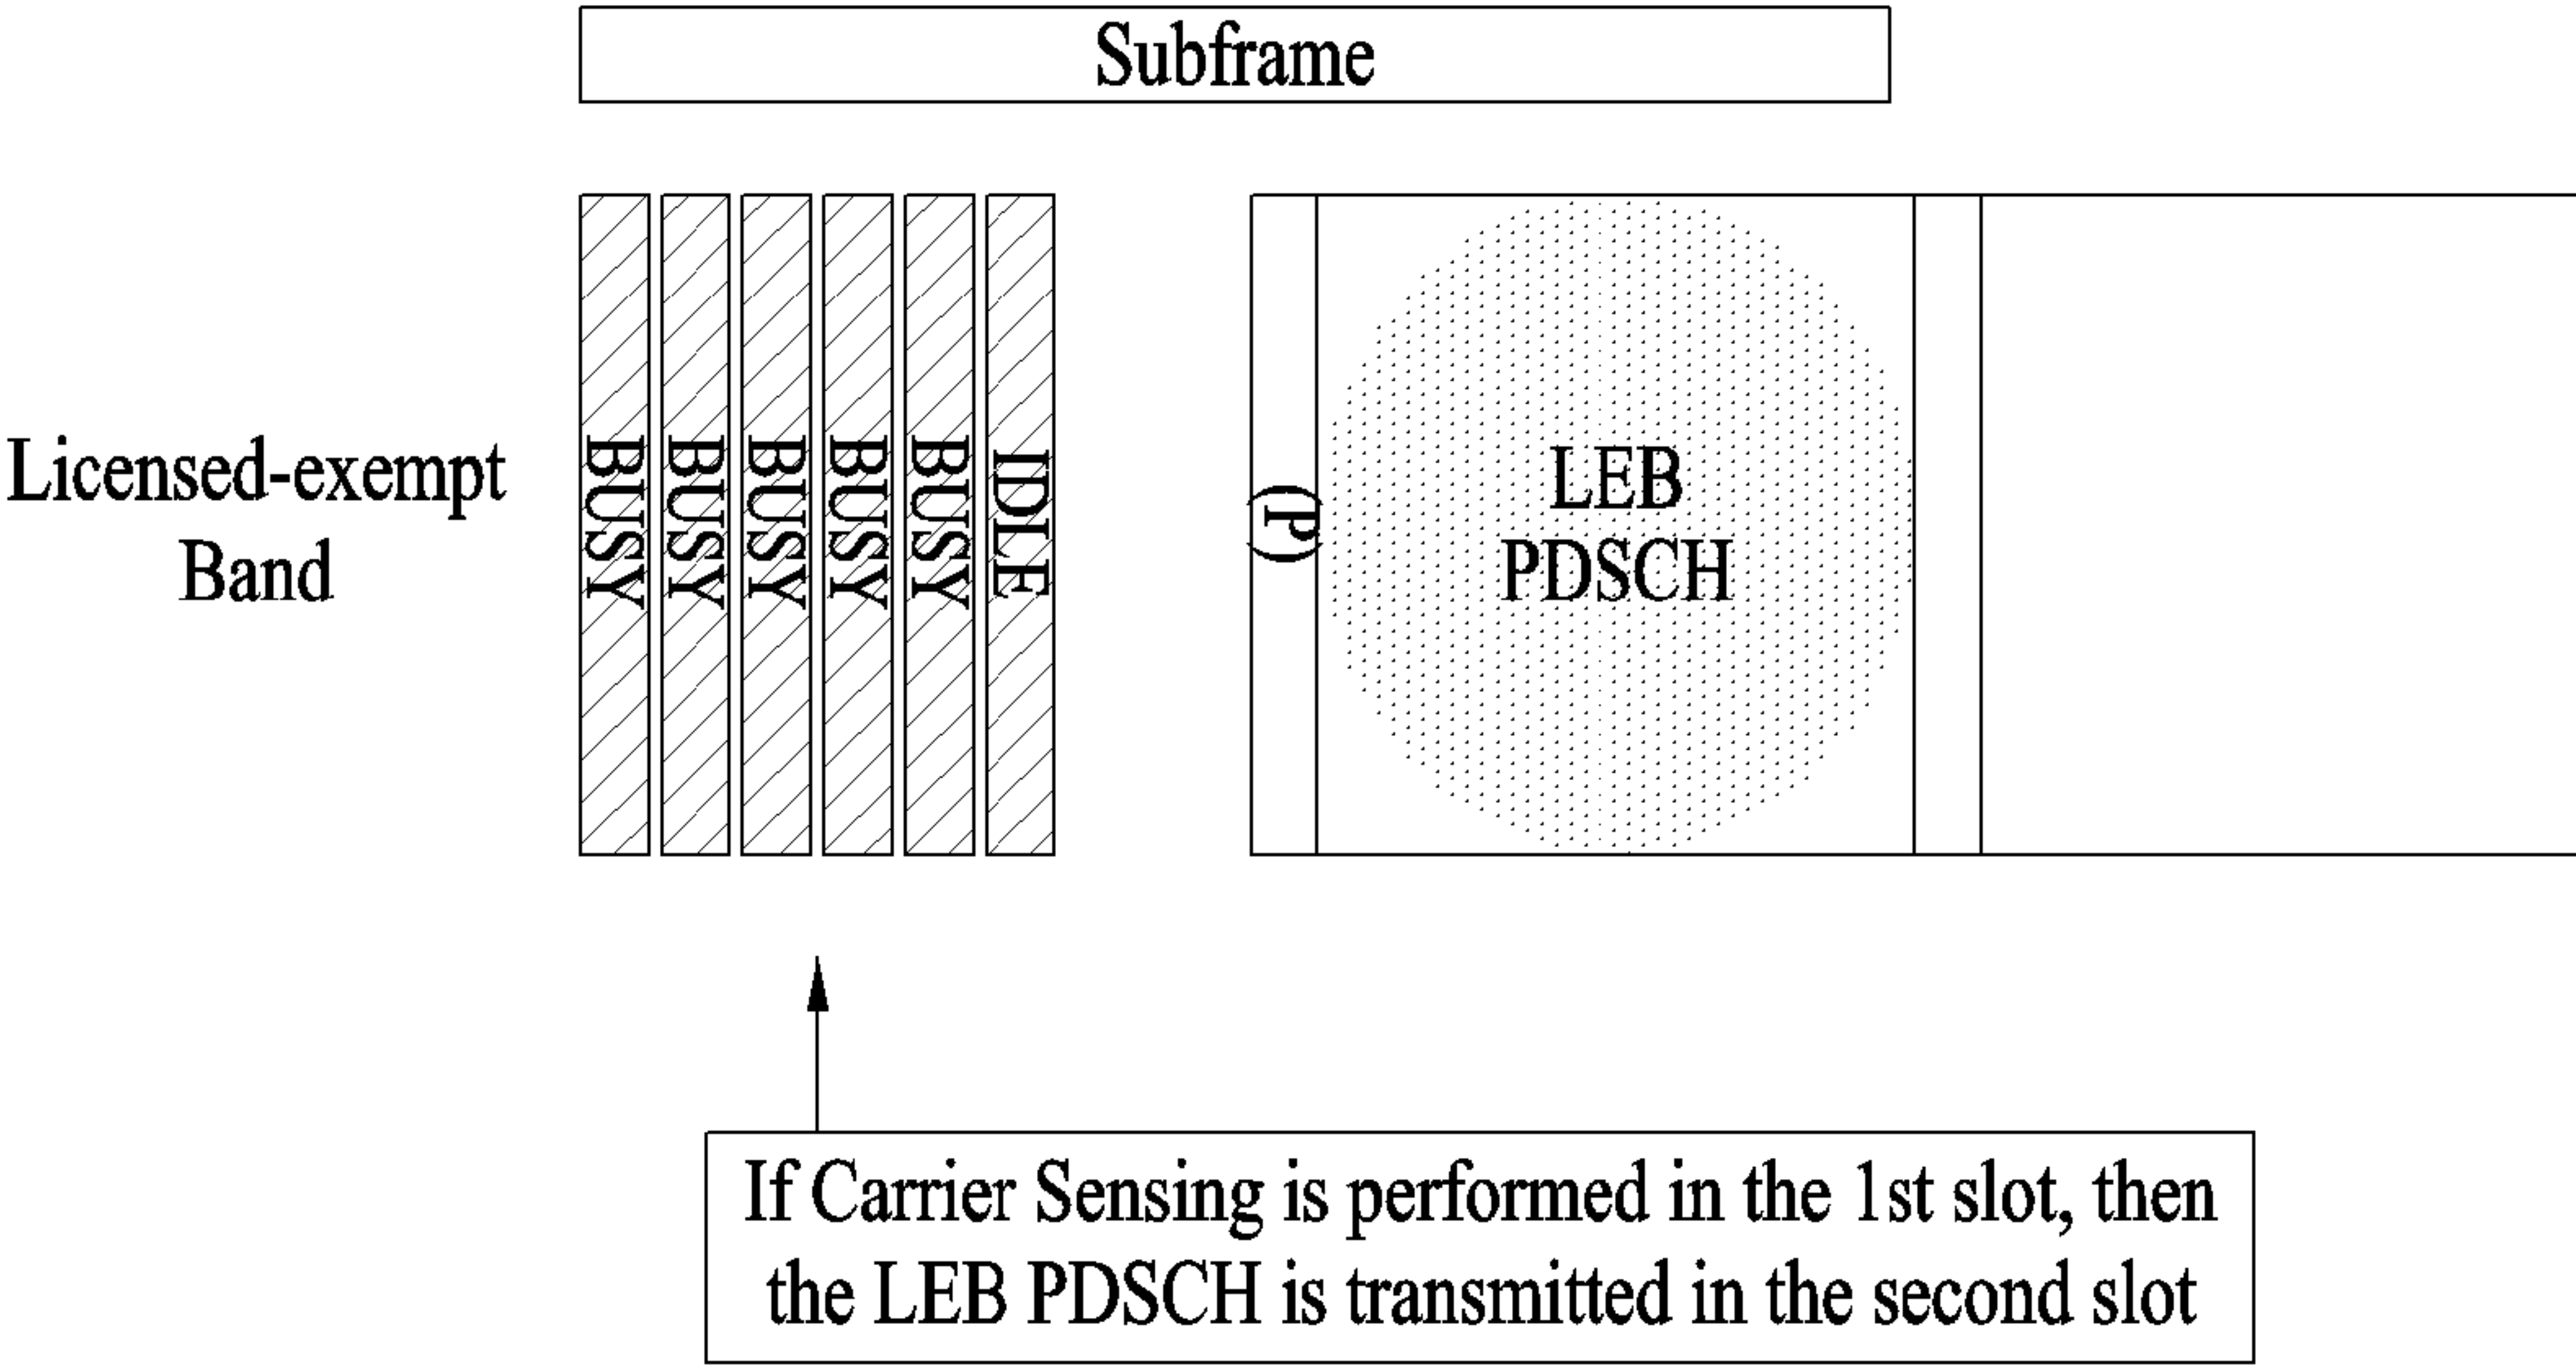 Subframe
Licensed-exempt
Band
BUSY
BUSY
BUSY
BUSY
BUSY
IDLE
(P)
LEB
PDSCH
If Carrier Sensing is performed in the 1st slot, then
the LEB PDSCH is transmitted in the second slot